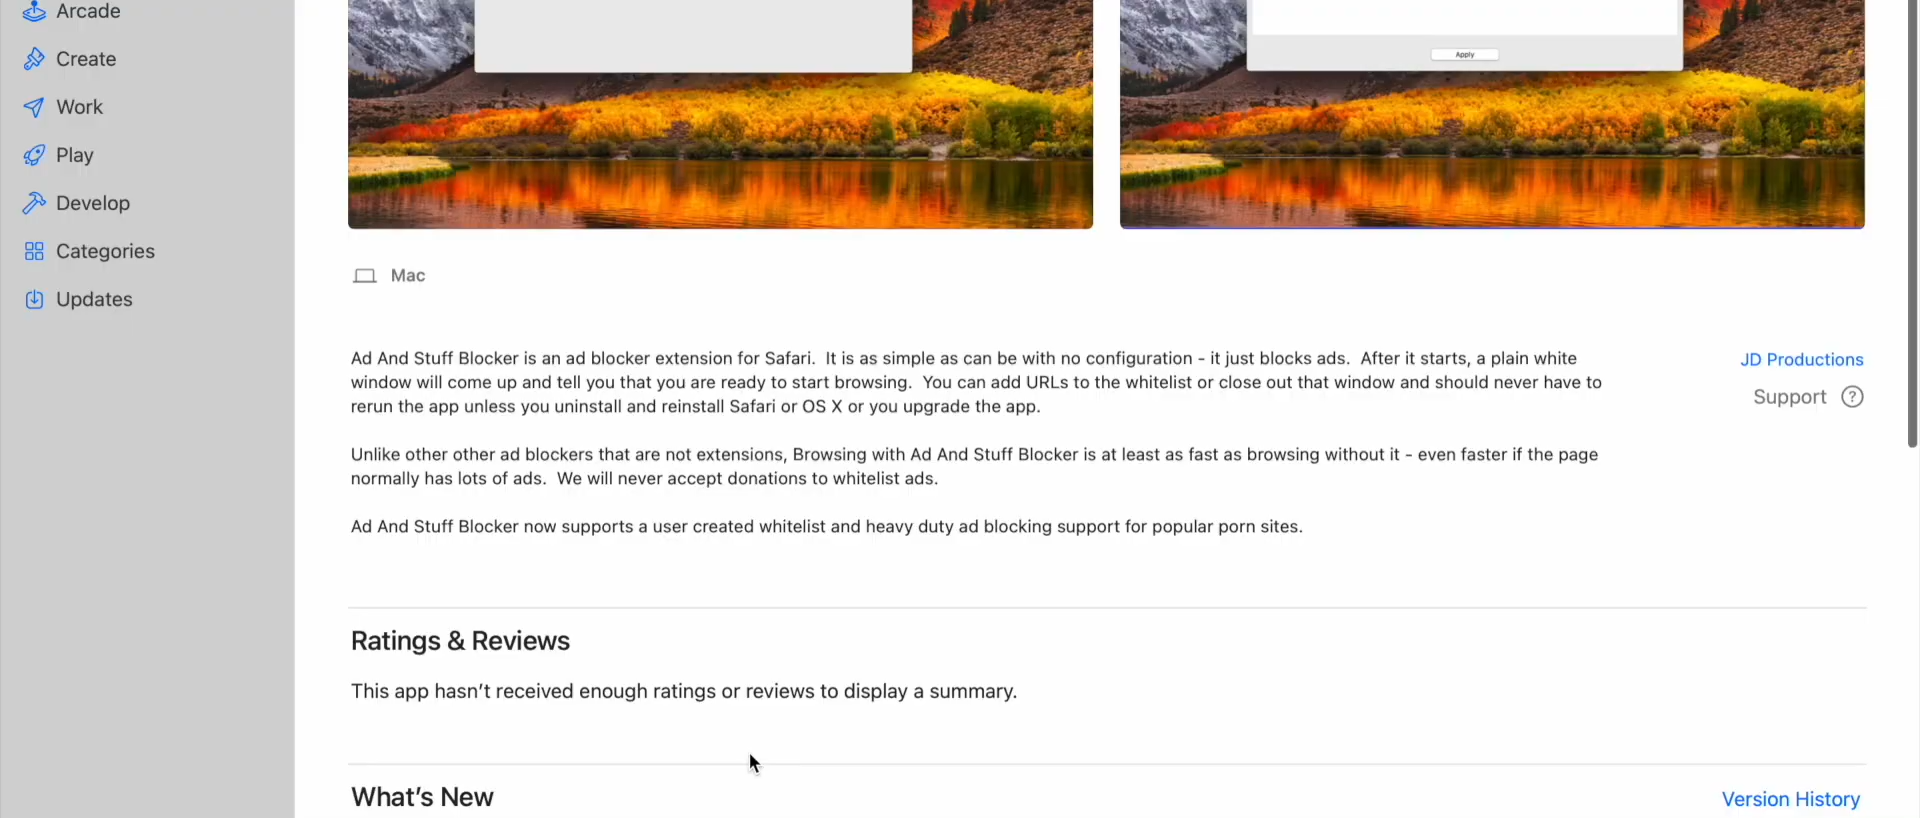 Arcade
Create
Work
Play
Develop
Categories
Updates
Apply
Mac
Ad And Stuff Blocker is an ad blocker extension for Safari.  It is as simple as can be with no configuration - it just blocks ads.  After it starts, a plain white
window will come up and tell you that you are ready to start browsing.  You can add URLs to the whitelist or close out that window and should never have to
rerun the app unless you uninstall and reinstall Safari or OS X or you upgrade the app.
Unlike other other ad blockers that are not extensions, Browsing with Ad And Stuff Blocker is at least as fast as browsing without it - even faster if the page
normally has lots of ads.  We will never accept donations to whitelist ads.
Ad And Stuff Blocker now supports a user created whitelist and heavy duty ad blocking support for popular porn sites.
JD Productions
Support ?
Ratings & Reviews
This app hasn't received enough ratings or reviews to display a summary.
What's New
Version History